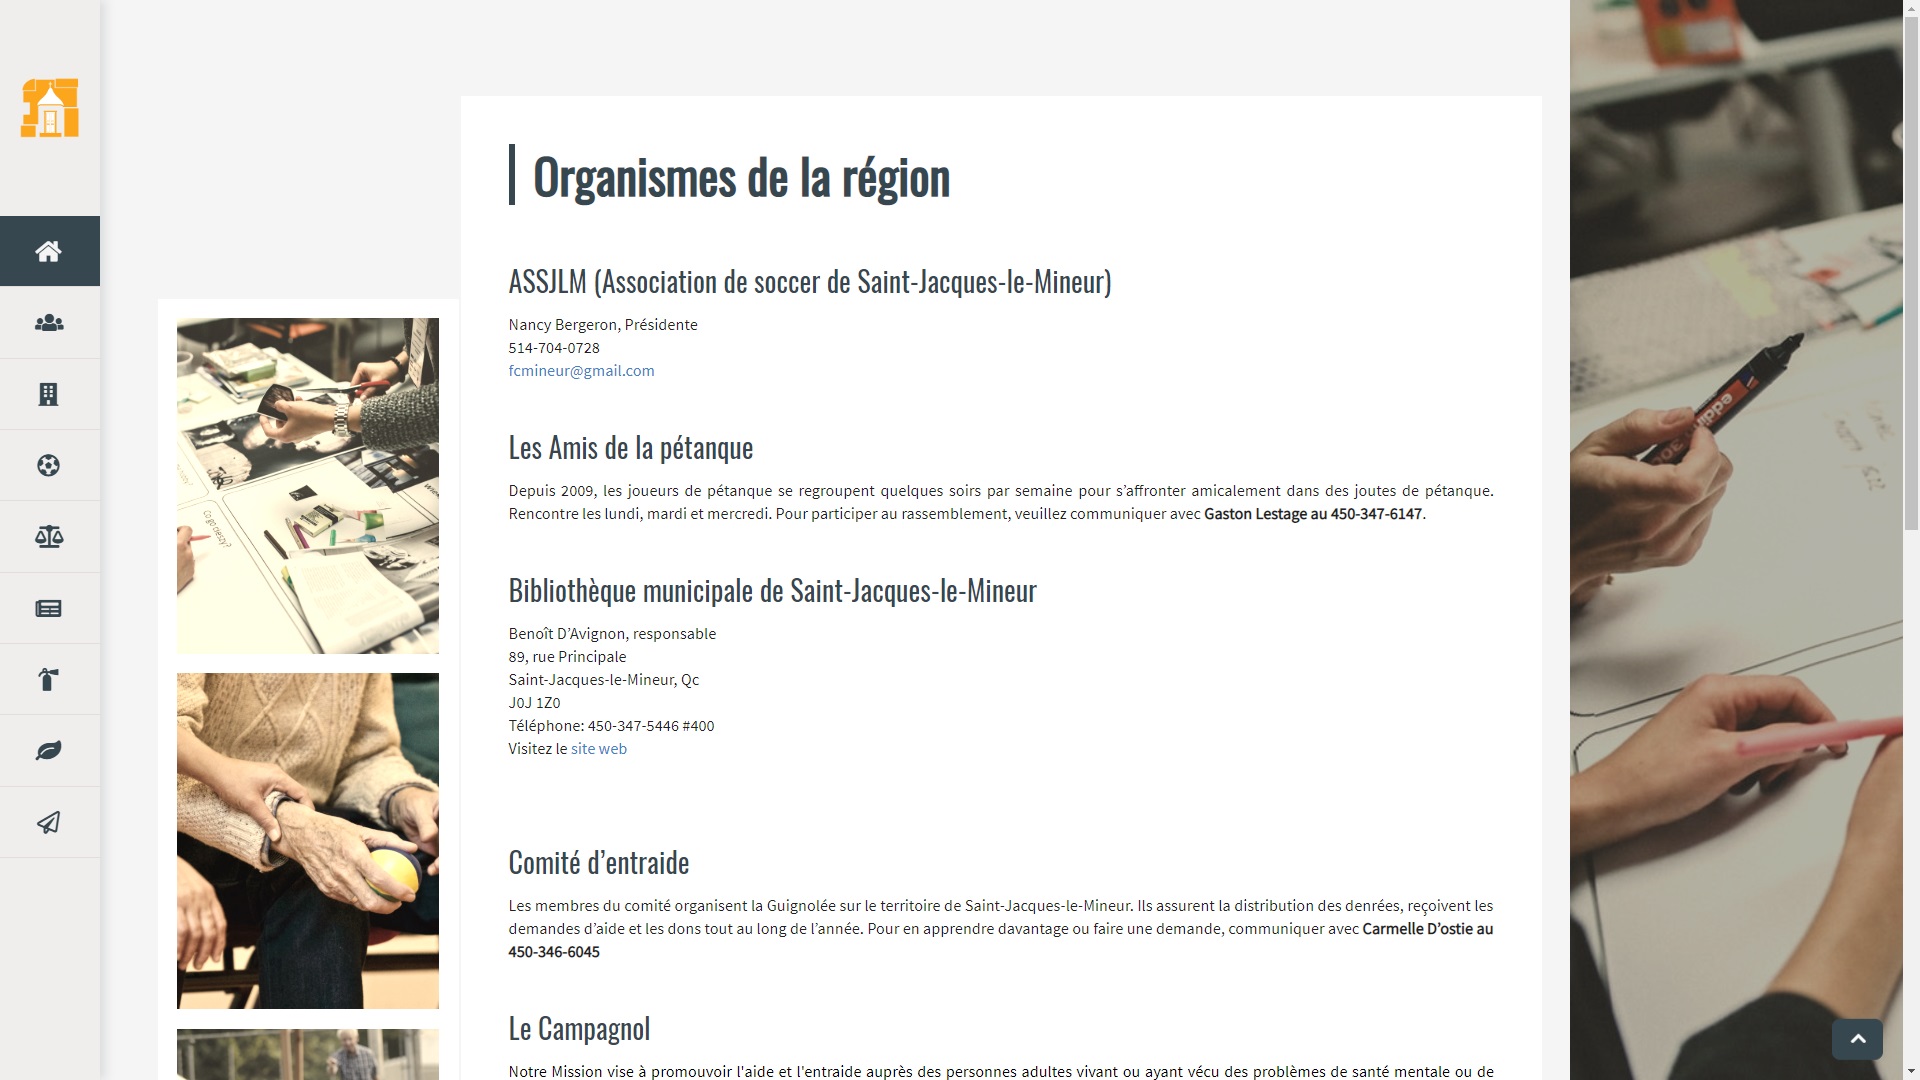 Organismes de la région
ASSJLM (Association de soccer de Saint-Jacques-le-Mineur)
Nancy Bergeron, Présidente
514-704-0728
fcmineur@gmail.com
Les Amis de la pétanque
Depuis 2009, les joueurs de pétanque se regroupent quelques soirs par semaine pour s’affronter amicalement dans des joutes de pétanque.
Rencontre les lundi, mardi et mercredi. Pour participer au rassemblement, veuillez communiquer avec Gaston Lestage au 450-347-6147.
Bibliothèque municipale de Saint-Jacques-le-Mineur
Benoît D’Avignon, responsable
89, rue Principale
Saint-Jacques-le-Mineur, Qc
J0J 1Z0
Téléphone: 450-347-5446 #400
Visitez le site web
Comité d’entraide
Les membres du comité organisent la Guignolée sur le territoire de Saint-Jacques-le-Mineur. Ils assurent la distribution des denrées, reçoivent les
demandes d’aide et les dons tout au long de l’année. Pour en apprendre davantage ou faire une demande, communiquer avec Carmelle D’ostie au
450-346-6045
Le Campagnol
Notre Mission vise à promouvoir l'aide et l'entraide auprès des personnes adultes vivant ou ayant vécu des problèmes de santé mentale ou de